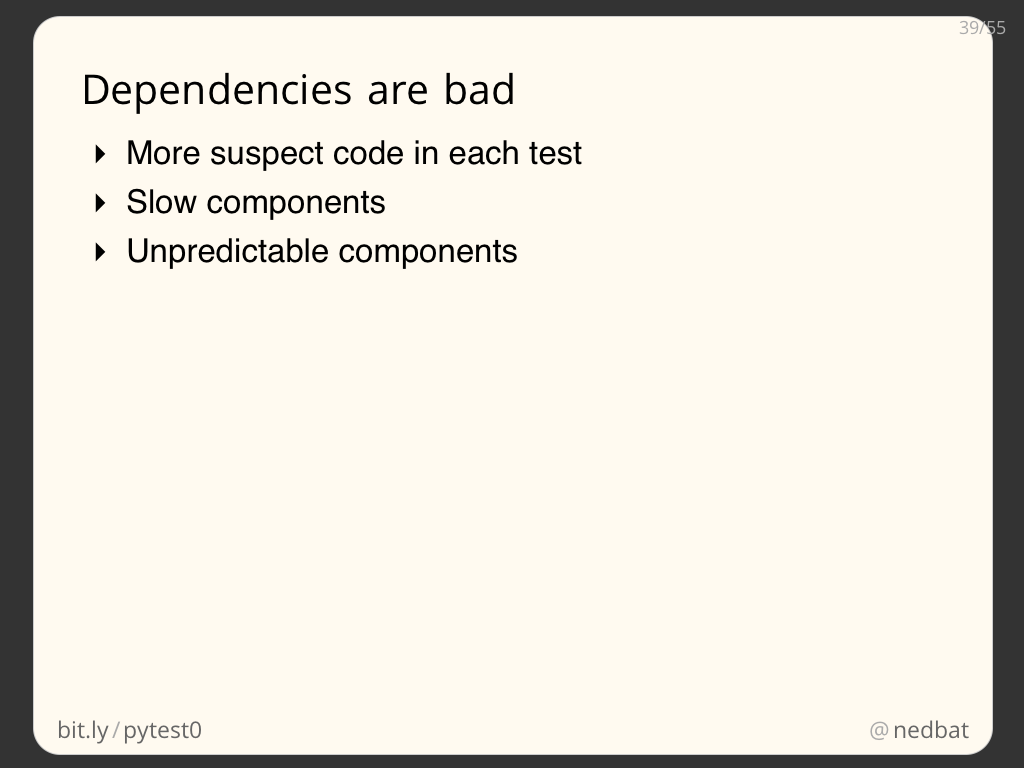 39/55
Dependencies are bad
More suspect code in each test
Slow components
Unpredictable components
bit.ly/pytest0
@nedbat